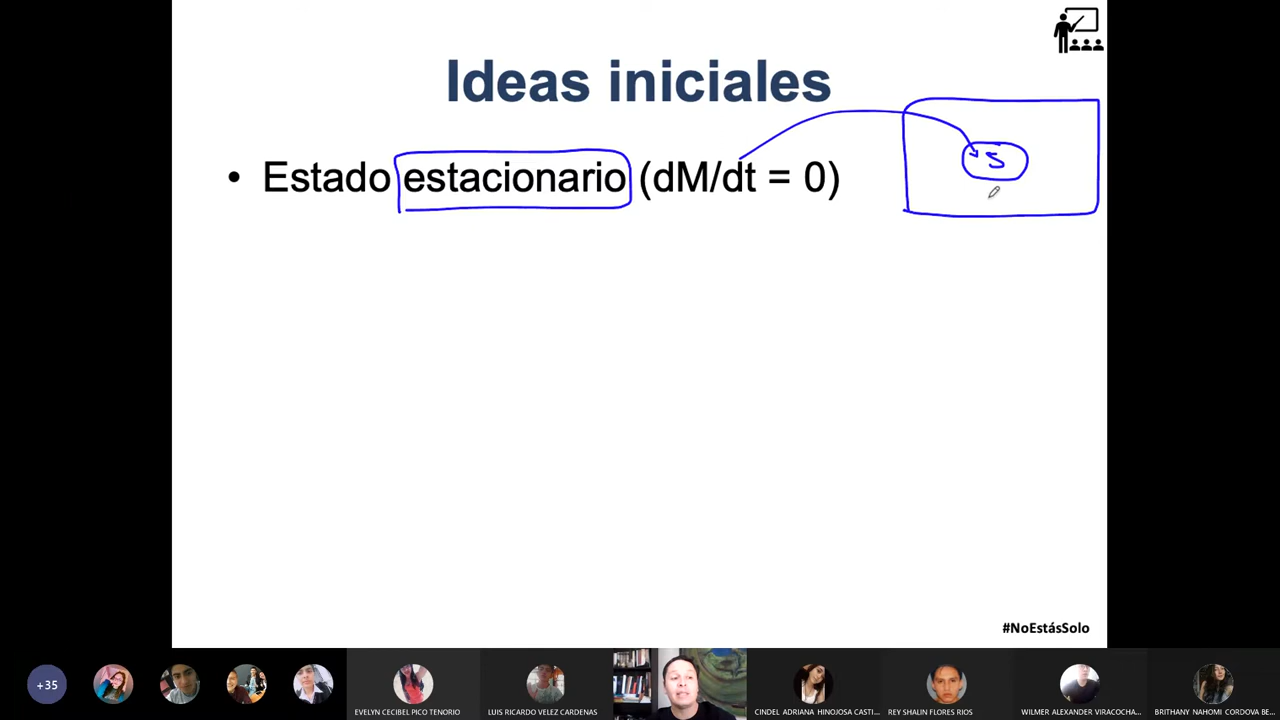 Ideas iniciales
• Estado estacionario (dM/dt = 0)
S
#NoEstásSolo
+35
EVELYN CECIBEL PICO TENORIO
LUIS RICARDO VELEZ CARDENAS
CINDEL ADRIANA HINOJOSA CASTI...
REY SHALIN FLORES RIOS
WILMER ALEXANDER VIRACOCHA...
BRITHANY NAHOMI CORDOVA BE...